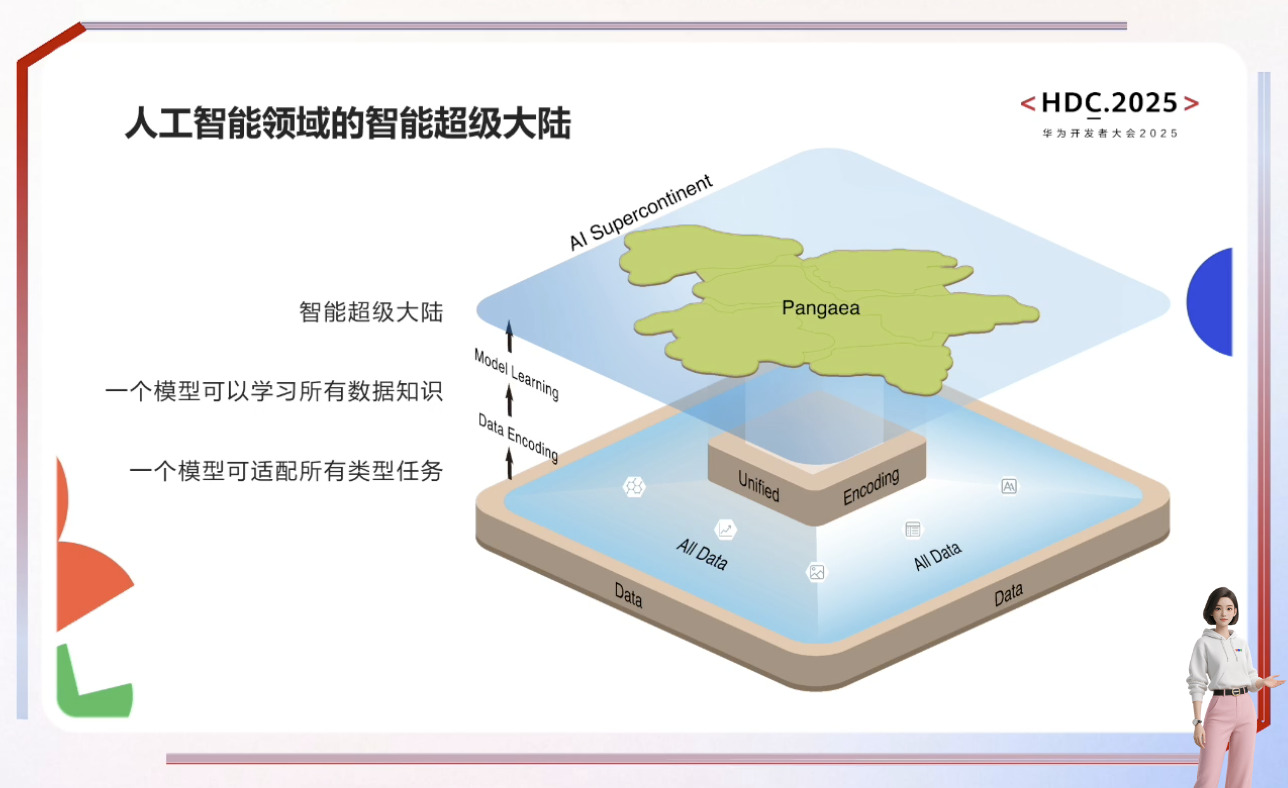 人工智能领域的智能超级大陆
<HDC.2025>
华为开发者大会2025
AI Supercontinent
Pangaea
智能超级大陆
Model Learning
一个模型可以学习所有数据知识
Data Encoding
一个模型可适配所有类型任务
Unified
Encoding
All Data
All Data
Data
Data